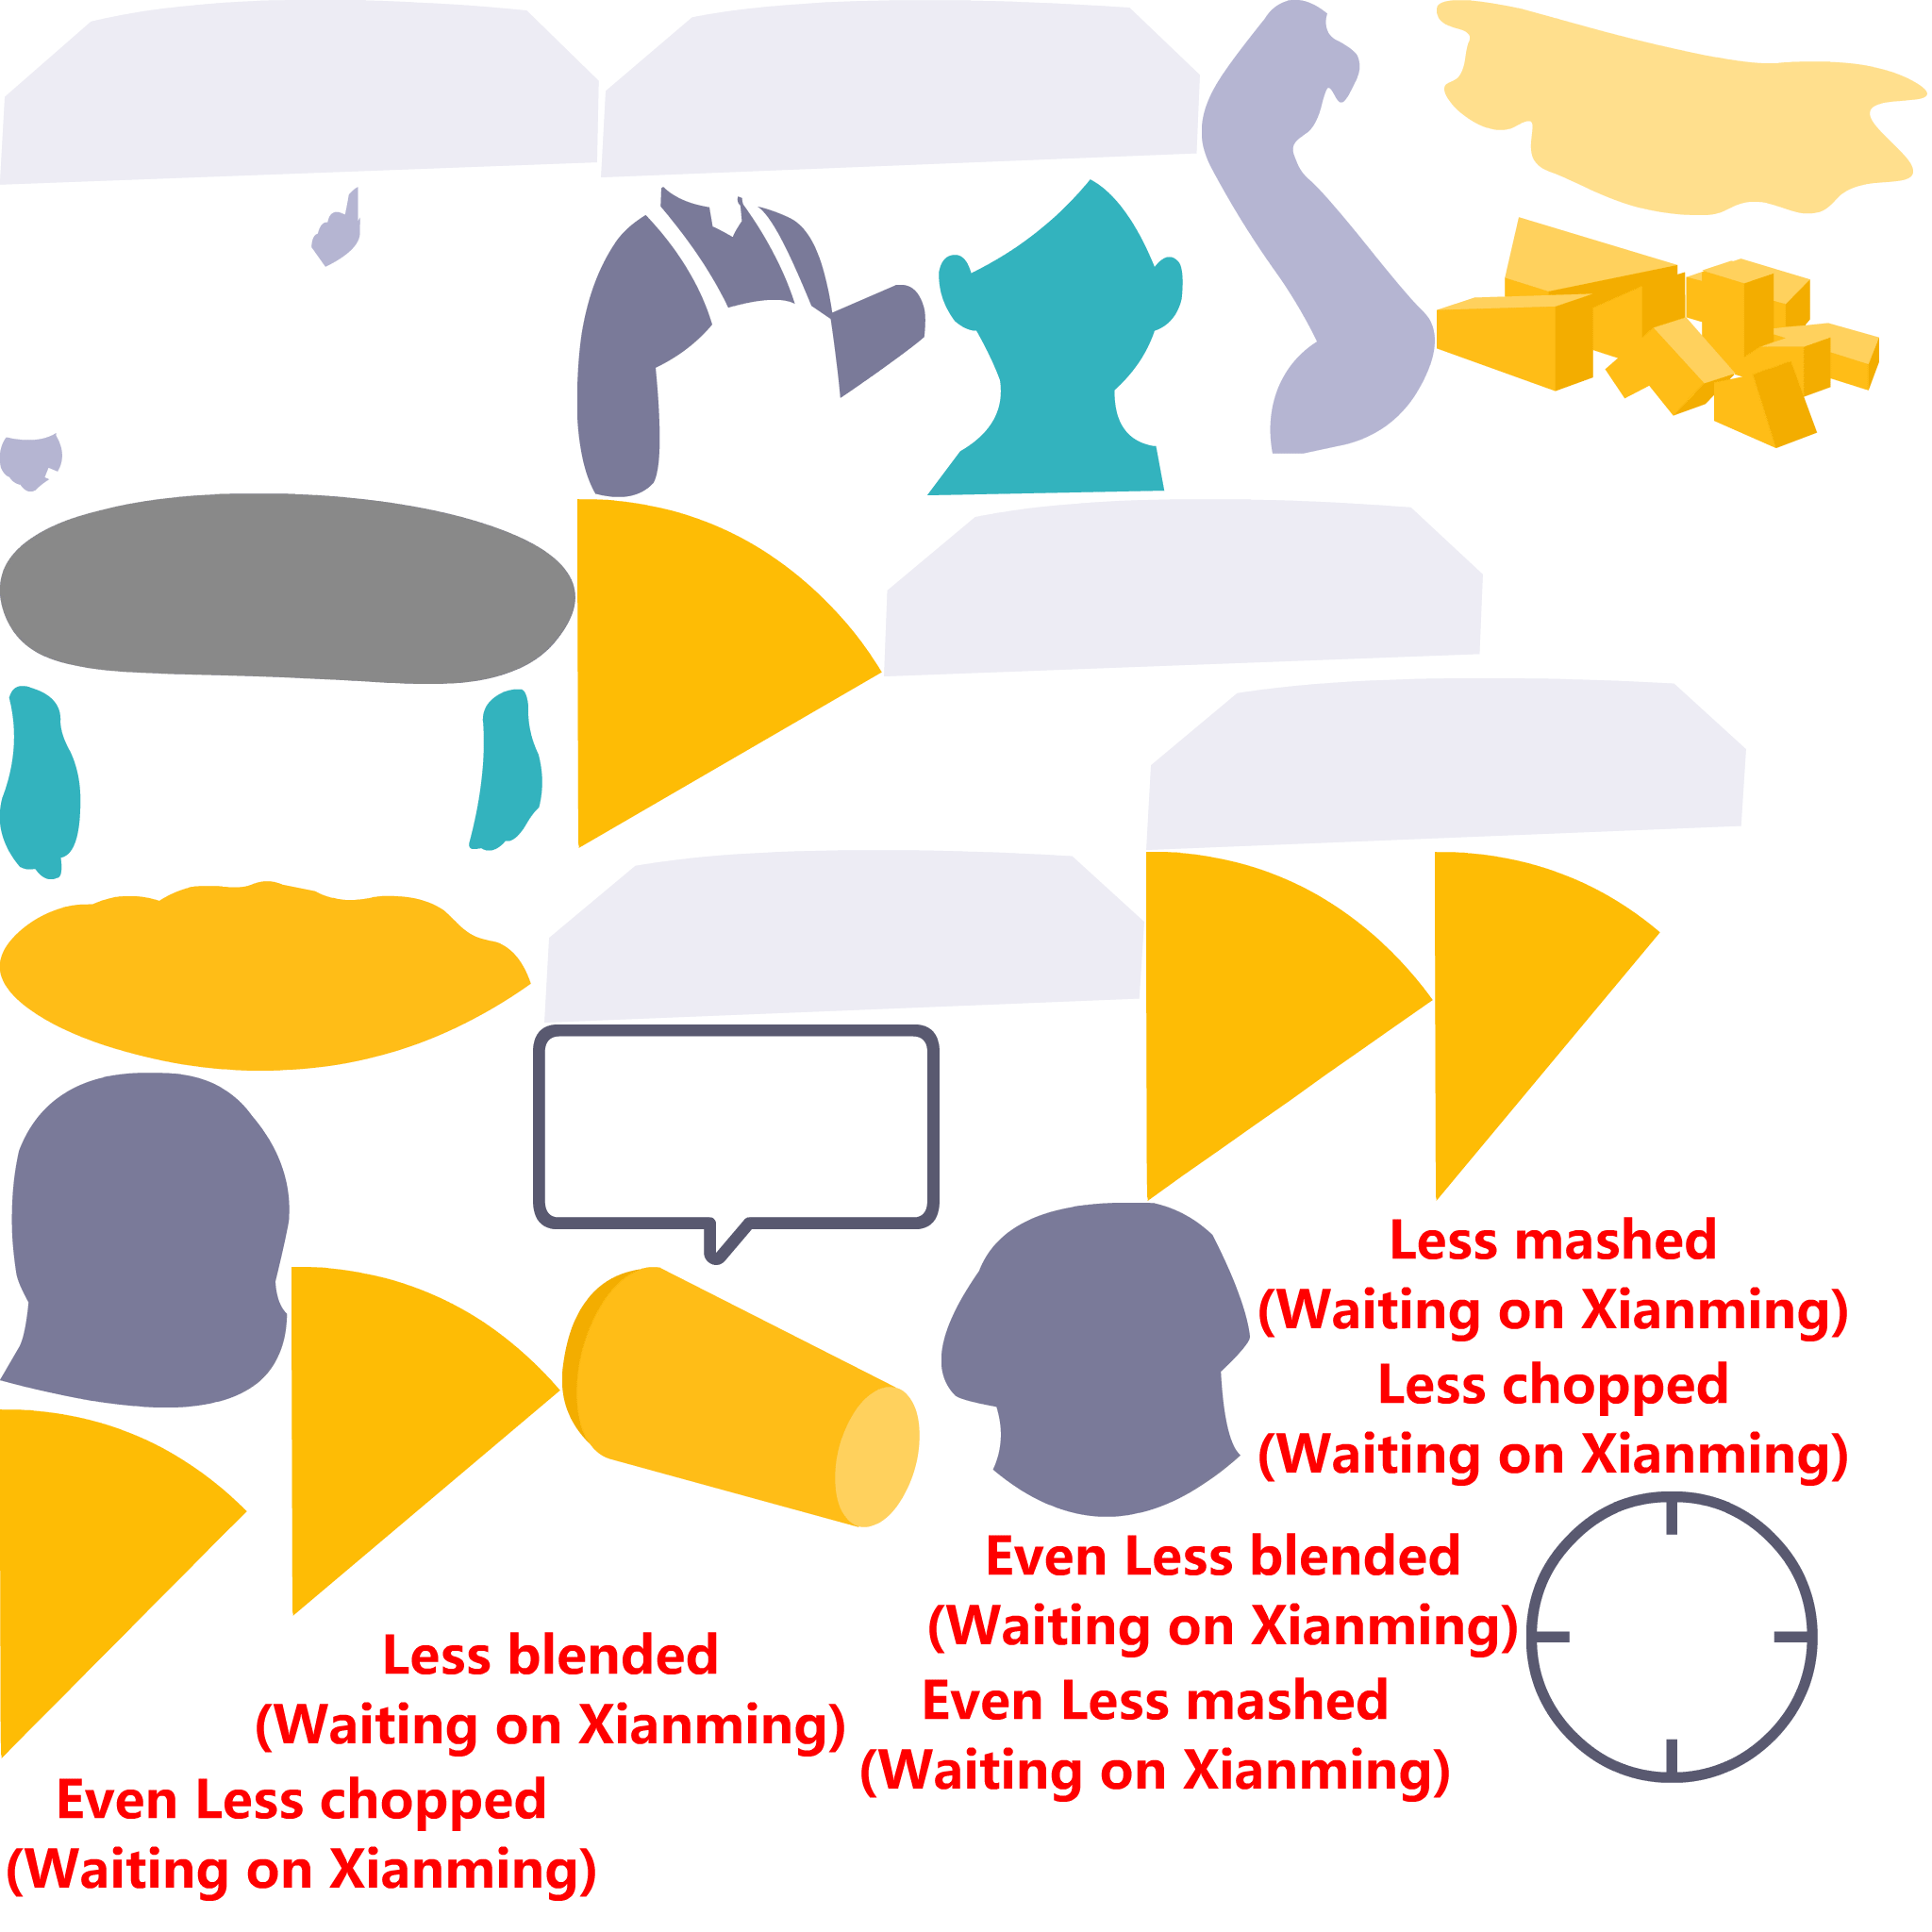 Less mashed
(Waiting on Xianming)
Less chopped
(Waiting on Xianming)
Even Less blended
(Waiting on Xianming)
Less blended
(Waiting on Xianming)
Even Less mashed
(Waiting on Xianming)
Even Less chopped
(Waiting on Xianming)